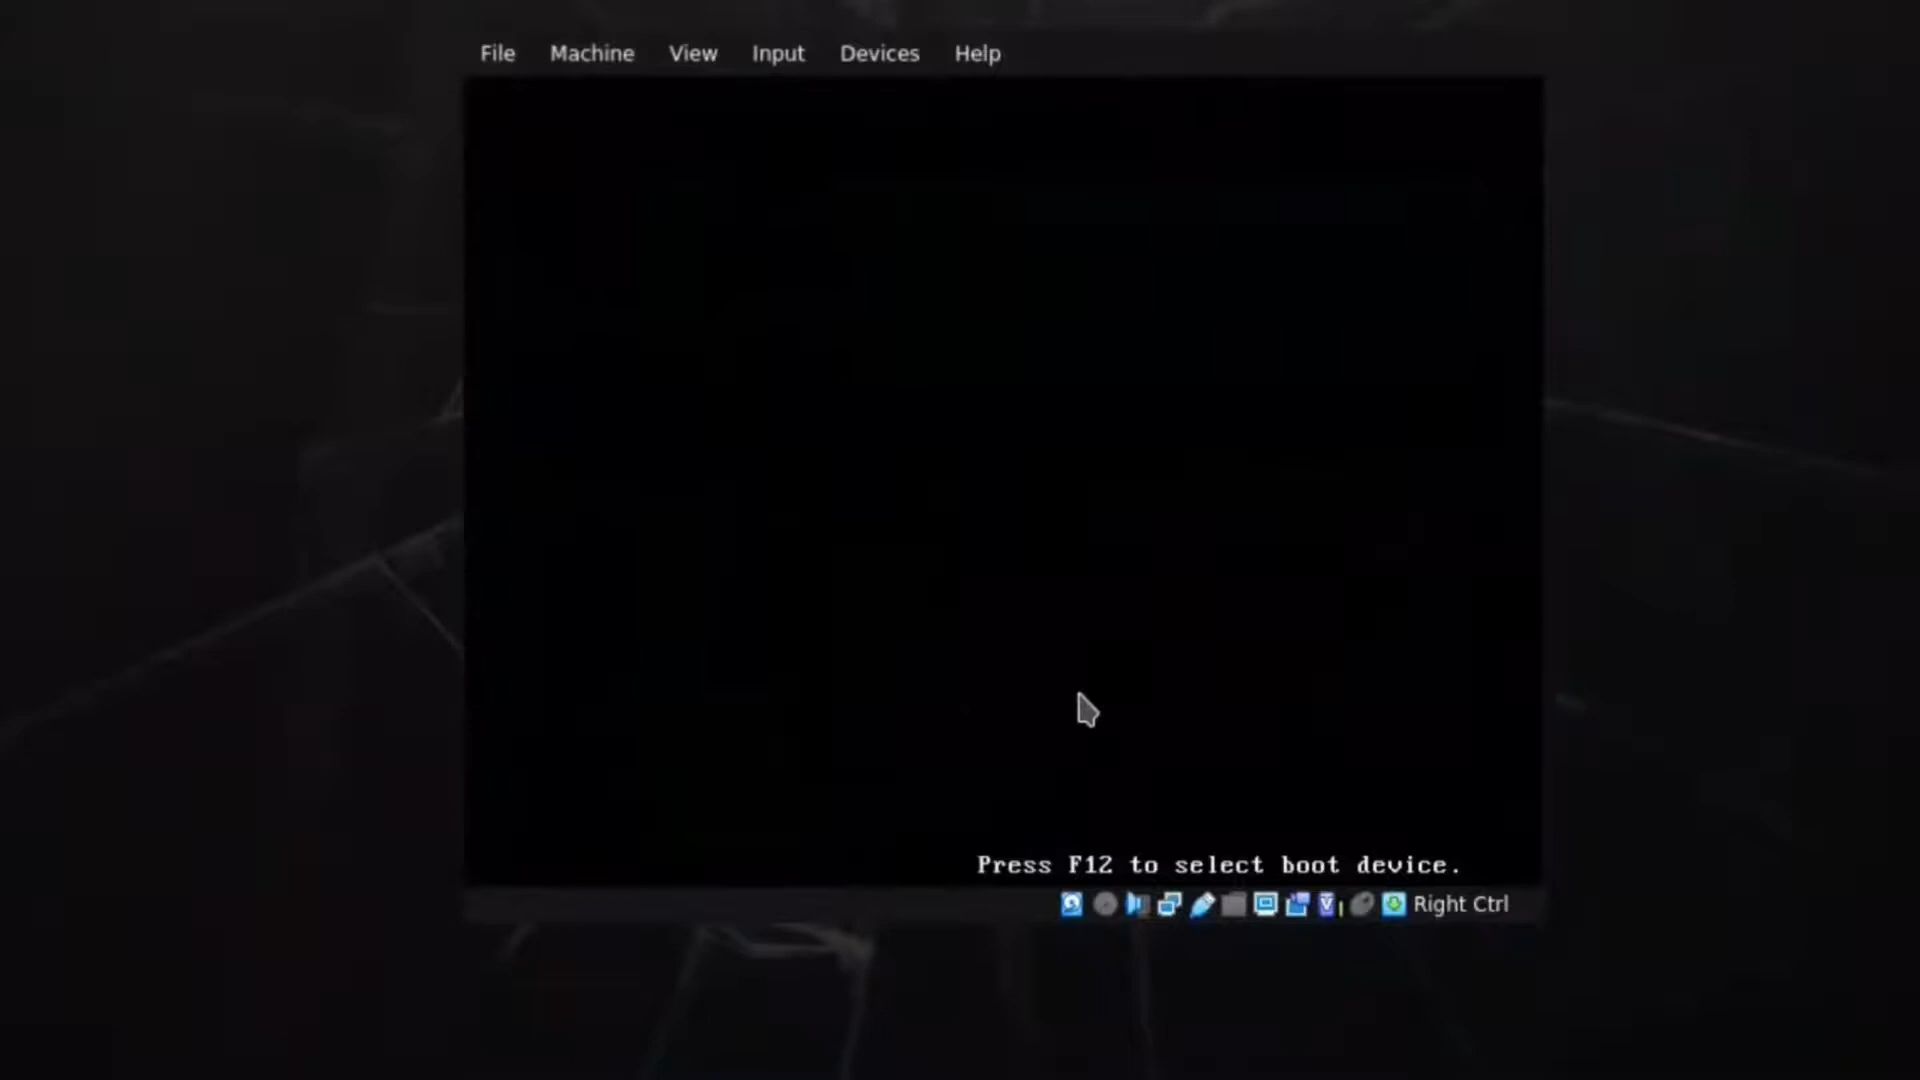 File Machine View Input Devices Help
Press F12 to select boot device.
Right Ctrl